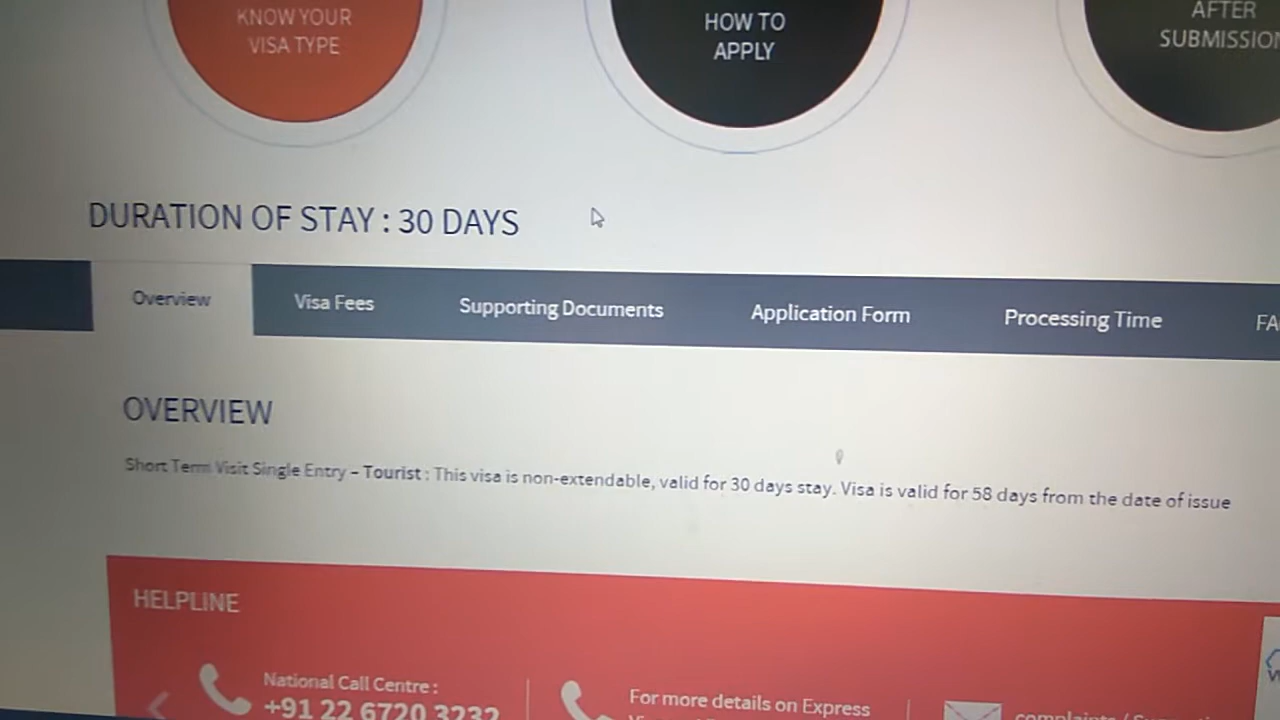 KNOW YOUR
VISA TYPE
HOW TO
APPLY
AFTER
SUBMISSION
DURATION OF STAY : 30 DAYS
Overview
Visa Fees
Supporting Documents
Application Form
Processing Time
FA
OVERVIEW
Short Term Visit Single Entry – Tourist : This visa is non-extendable, valid for 30 days stay. Visa is valid for 58 days from the date of issue
HELPLINE
National Call Centre :
+91 22 6720 3232
For more details on Express
complaints /